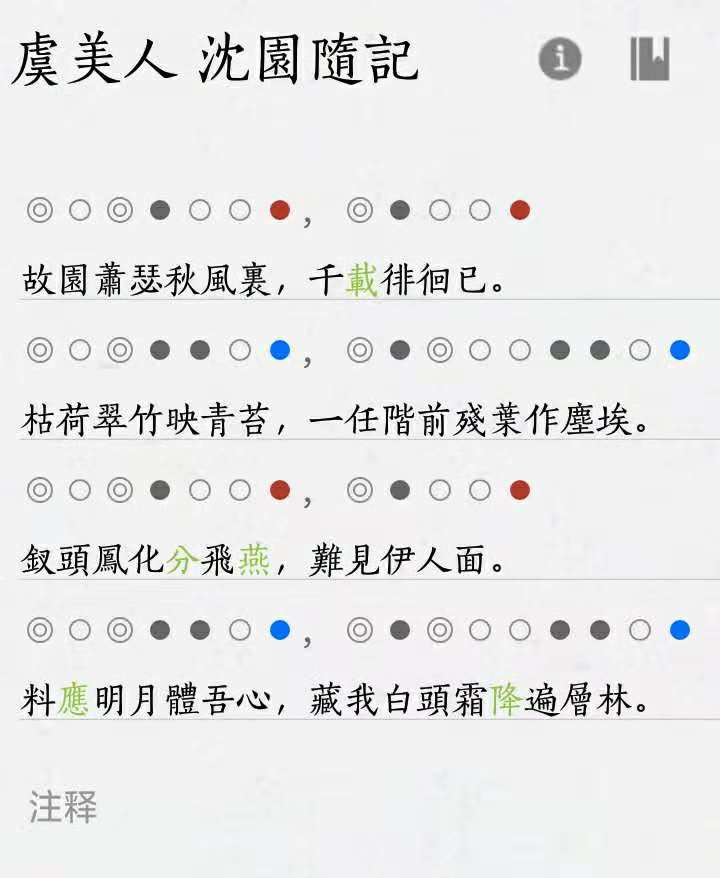 虞美人 沈園隨記
故園蕭瑟秋風裏，千載徘徊已。
枯荷翠竹映青苔，一任階前殘葉作塵埃。
釵頭鳳化分飛燕，難見伊人面。
料應明月體吾心，藏我白頭霜降遍層林。
注释